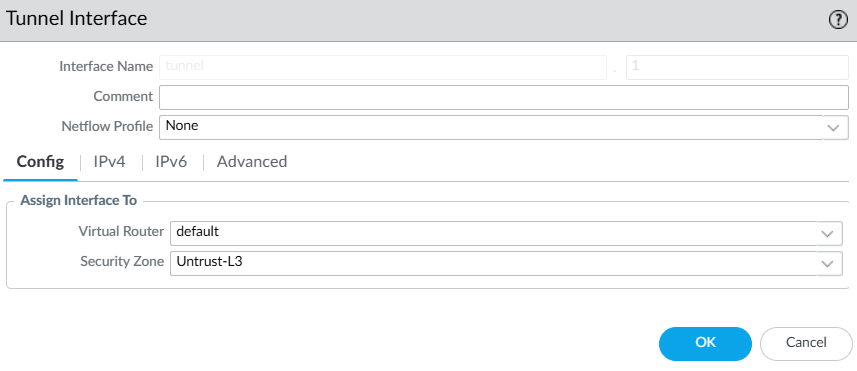 Tunnel Interface ?
Interface Name tunnel . 1
Comment
Netflow Profile None
Config IPv4 IPv6 Advanced
Assign Interface To
Virtual Router default
Security Zone Untrust-L3
OK Cancel